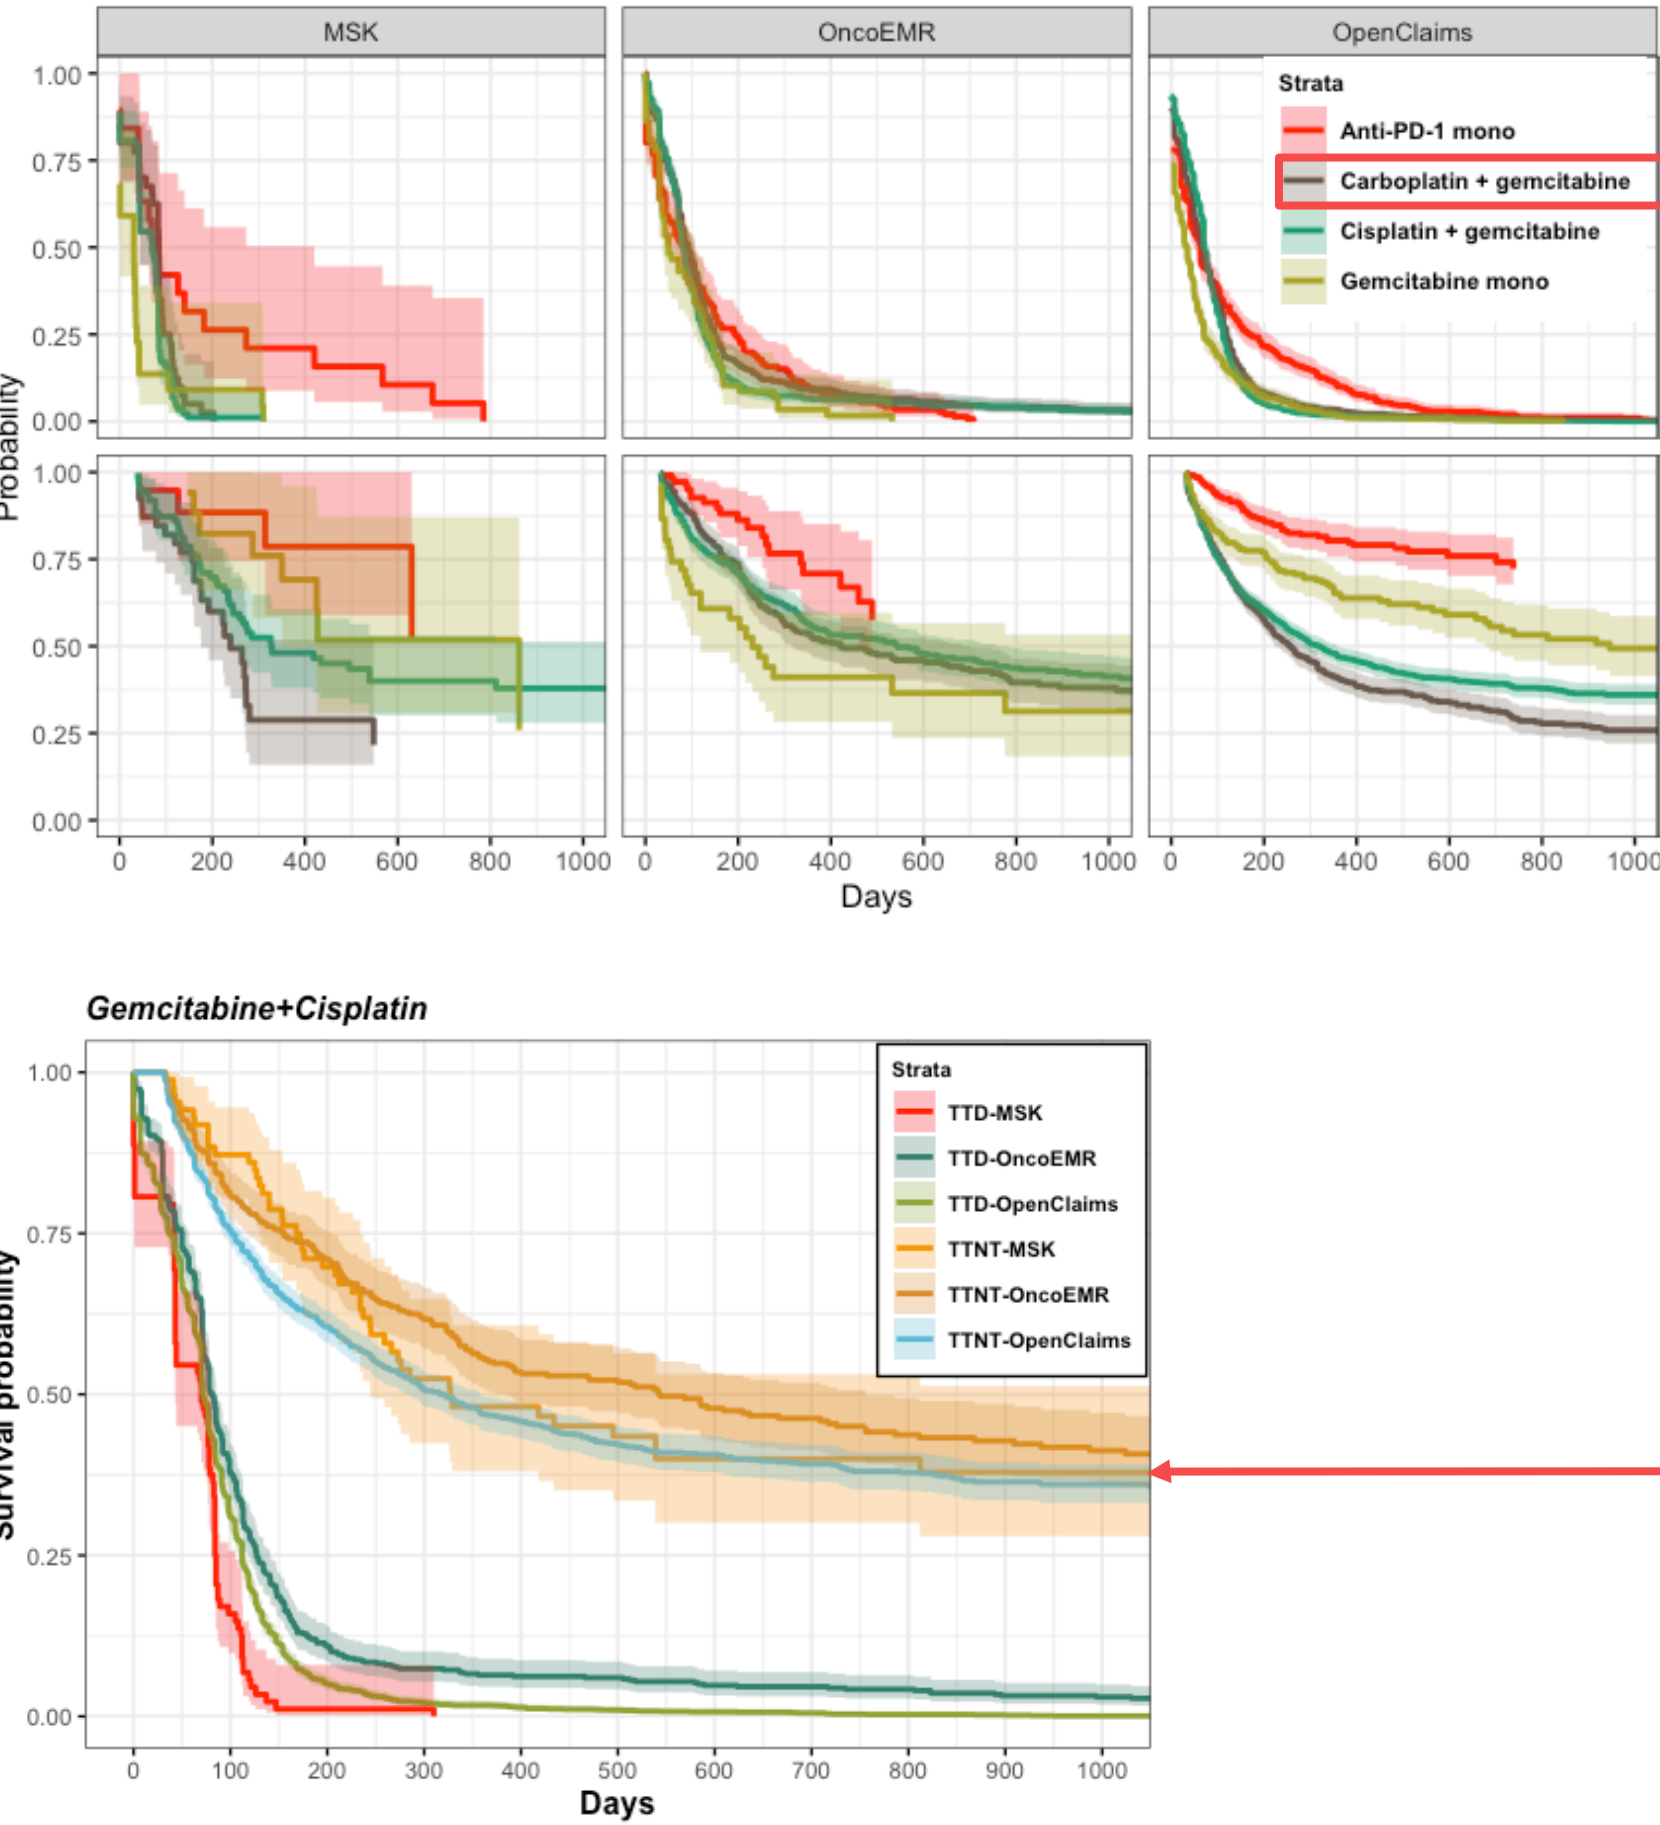 MSK OncoEMR OpenClaims
1.00
0.75
0.50
0.25
0.00
Strata
Anti-PD-1 mono
Carboplatin + gemcitabine
Cisplatin + gemcitabine
Gemcitabine mono
Probability
1.00
0.75
0.50
0.25
0.00
0 200 400 600 800 1000 0 200 400 600 800 1000 0 200 400 600 800 1000
Days
Gemcitabine+Cisplatin
Survival probability
1.00
0.75
0.50
0.25
0.00
Strata
TTD-MSK
TTD-OncoEMR
TTD-OpenClaims
TTNT-MSK
TTNT-OncoEMR
TTNT-OpenClaims
0 100 200 300 400 500 600 700 800 900 1000
Days